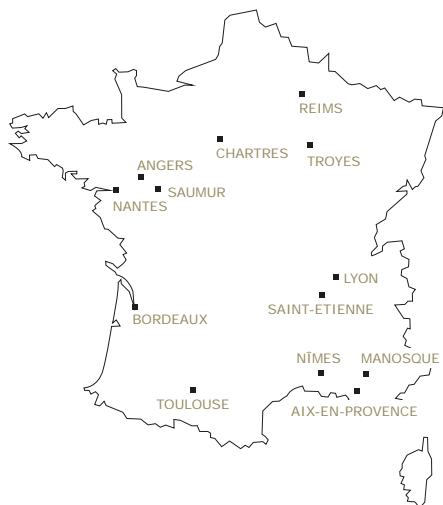 REIMS
CHARTRES
TROYES
ANGERS
SAUMUR
NANTES
LYON
SAINT-ETIENNE
BORDEAUX
NÎMES
MANOSQUE
TOULOUSE
AIX-EN-PROVENCE